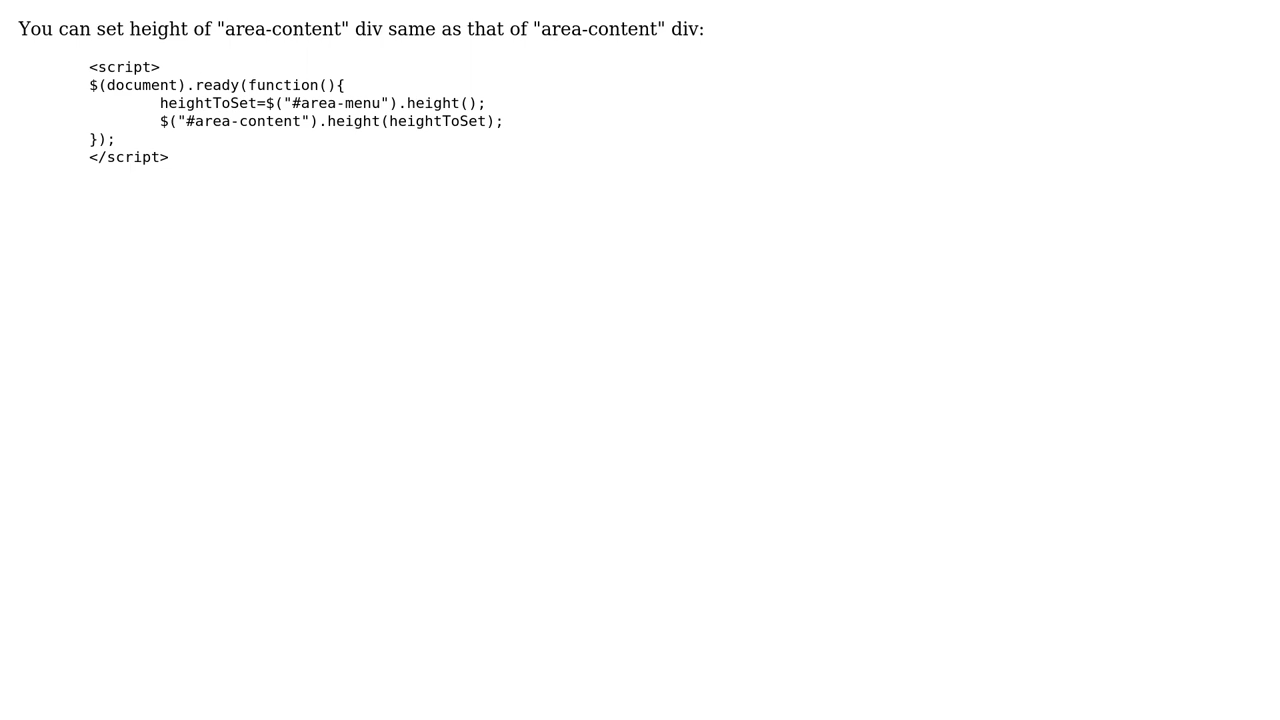 You can set height of "area-content" div same as that of "area-content" div:
<script>
$(document).ready(function(){
heightToSet=$("#area-menu").height();
$("#area-content").height(heightToSet);
});
</script>